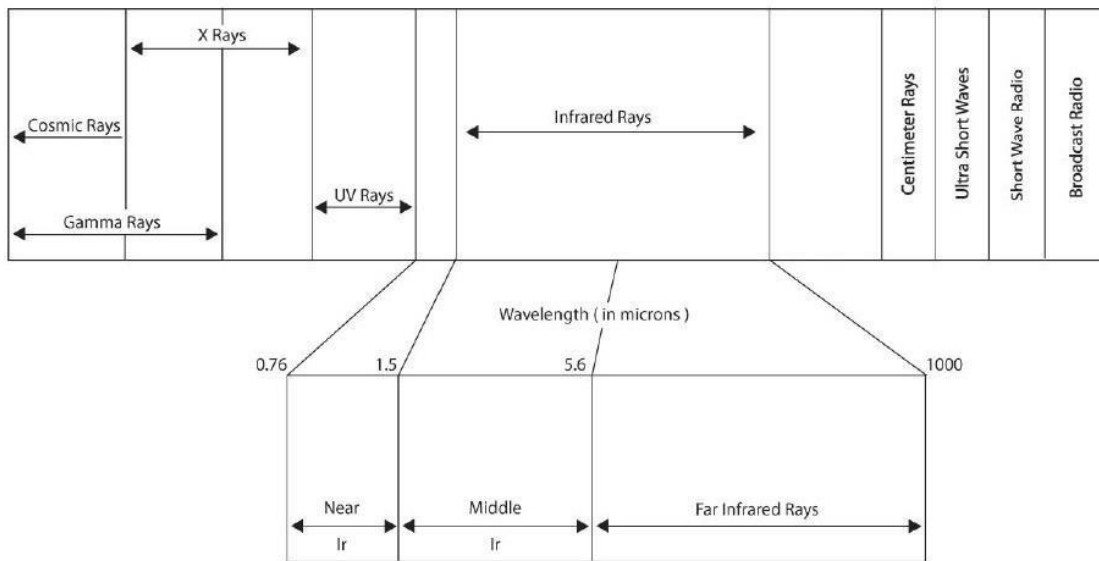 X Rays
Cosmic Rays
Gamma Rays
UV Rays
Infrared Rays
Centimeter Rays
Ultra Short Waves
Short Wave Radio
Broadcast Radio
Wavelength ( in microns )
0.76
1.5
5.6
1000
Near
Ir
Middle
Ir
Far Infrared Rays